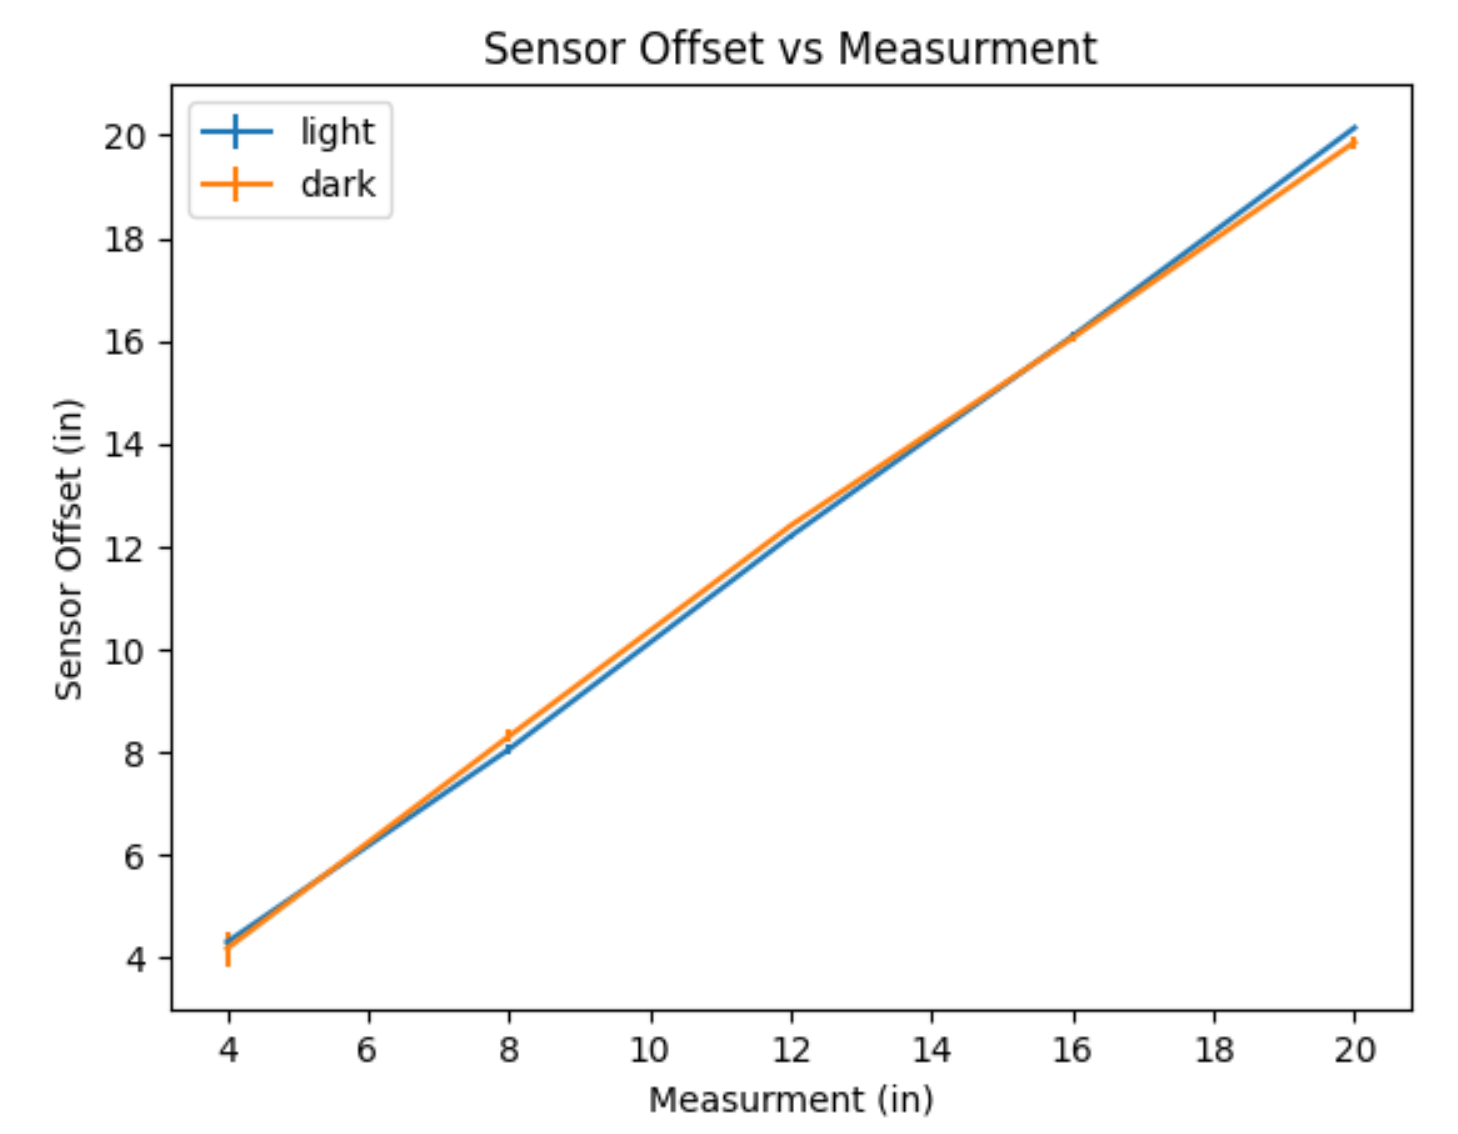 Sensor Offset vs Measurment
light
dark
20
18
16
14
12
10
8
6
4
Sensor Offset (in)
4 6 8 10 12 14 16 18 20
Measurment (in)